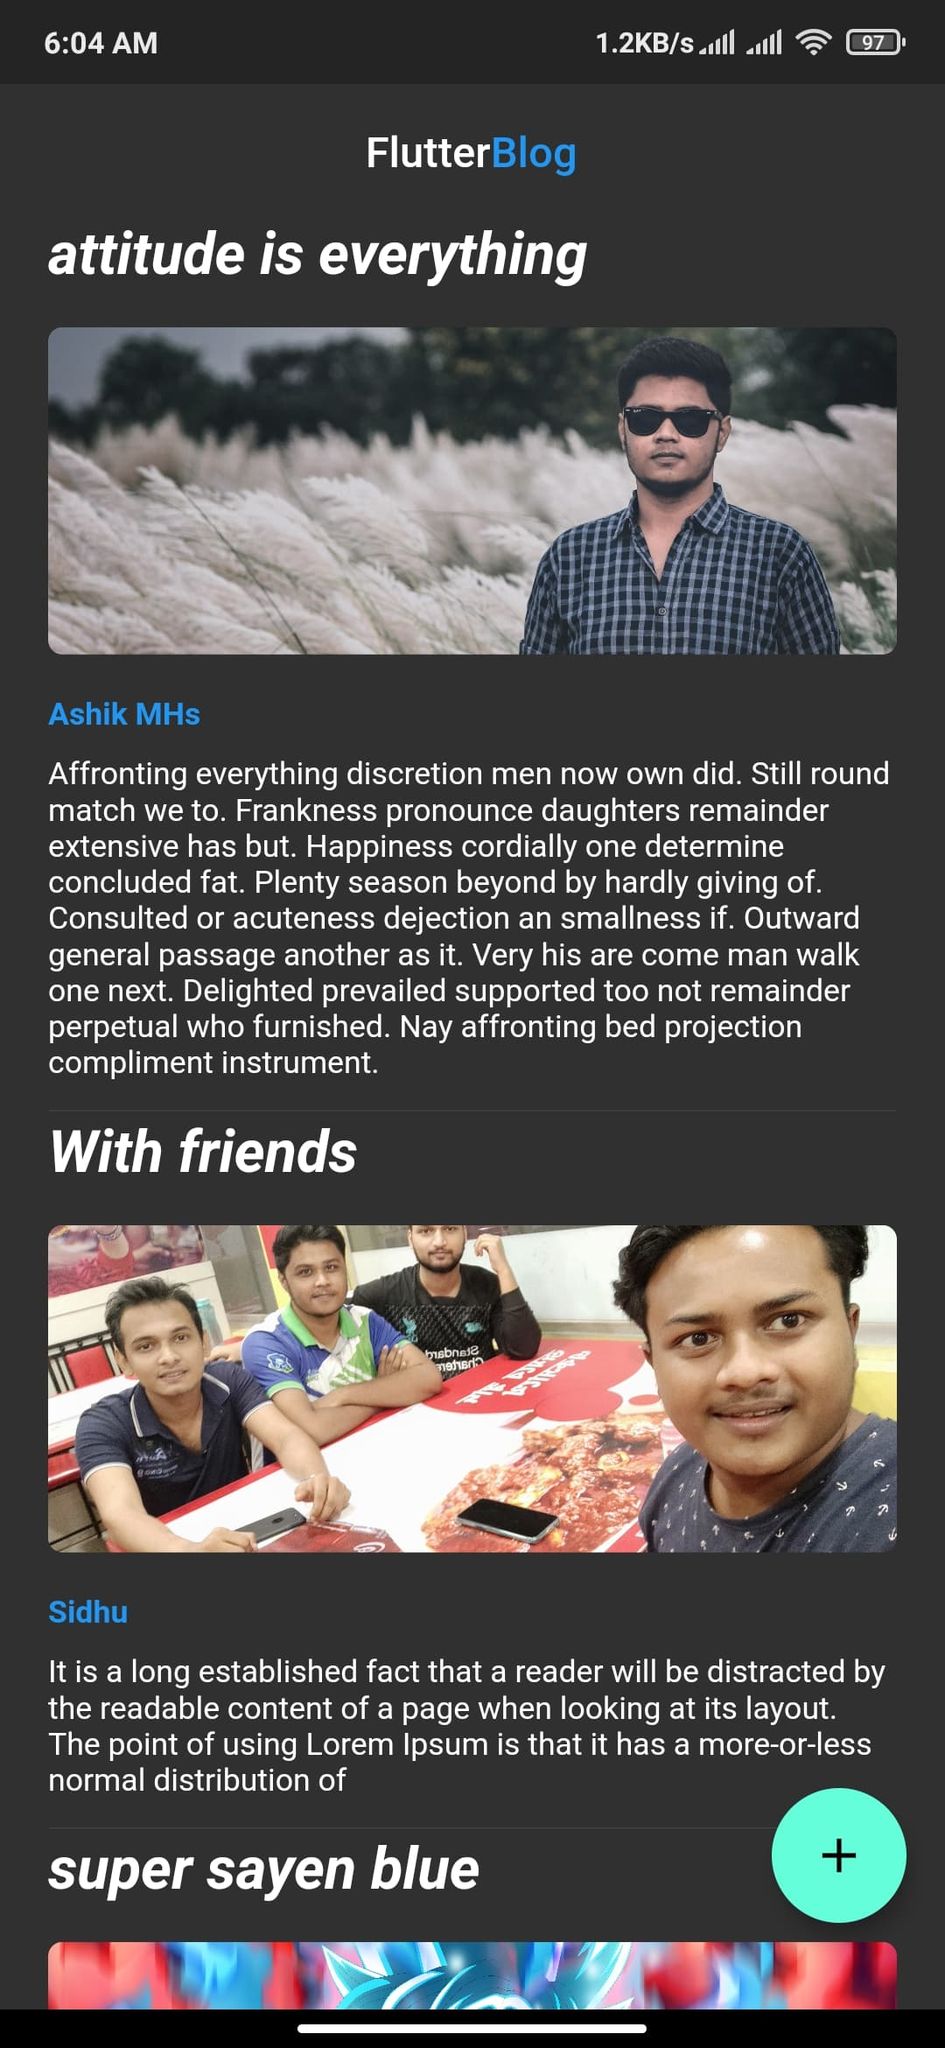 6:04 AM
1.2KB/s
97
FlutterBlog
attitude is everything
Ashik MHs
Affronting everything discretion men now own did. Still round
match we to. Frankness pronounce daughters remainder
extensive has but. Happiness cordially one determine
concluded fat. Plenty season beyond by hardly giving of.
Consulted or acuteness dejection an smallness if. Outward
general passage another as it. Very his are come man walk
one next. Delighted prevailed supported too not remainder
perpetual who furnished. Nay affronting bed projection
compliment instrument.
With friends
Standard
Chartered
Sidhu
It is a long established fact that a reader will be distracted by
the readable content of a page when looking at its layout.
The point of using Lorem Ipsum is that it has a more-or-less
normal distribution of
+
super sayen blue